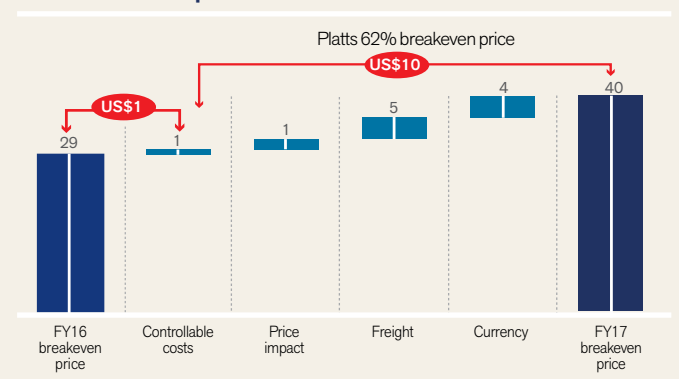 Platts 62% breakeven price
US$10
US$1
29
1
1
5
4
40
FY16
breakeven
price
Controllable
costs
Price
impact
Freight
Currency
FY17
breakeven
price